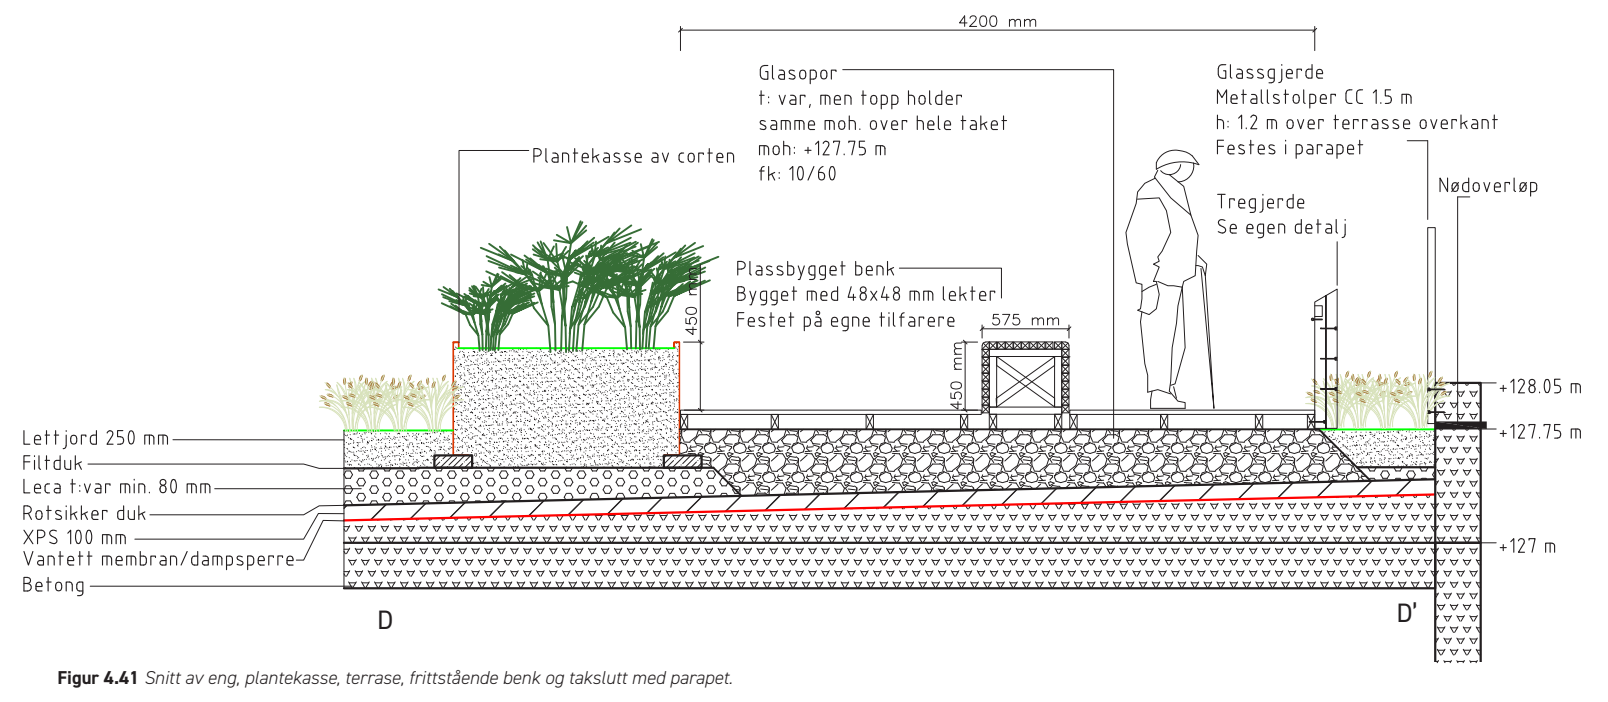 4200 mm
Glasopor
t: var, men topp holder
samme moh. over hele taket
moh: +127.75 m
fk: 10/60
Glassgjerde
Metallstolper CC 1.5 m
h: 1.2 m over terrasse overkant
Festes i parapet
Plantekasse av corten
Nødoverløp
Tregjerde
Se egen detalj
Plassbygget benk
Bygget med 48x48 mm lekter
Festet på egne tilfarere
450 mm
575 mm
450 mm
+128.05 m
+127.75 m
+127 m
Lettjord 250 mm
Filtduk
Leca t:var min. 80 mm
Rotsikker duk
XPS 100 mm
Vantett membran/dampsperre
Betong
D
D'
Figur 4.41 Snitt av eng, plantekasse, terrase, frittstående benk og takslutt med parapet.